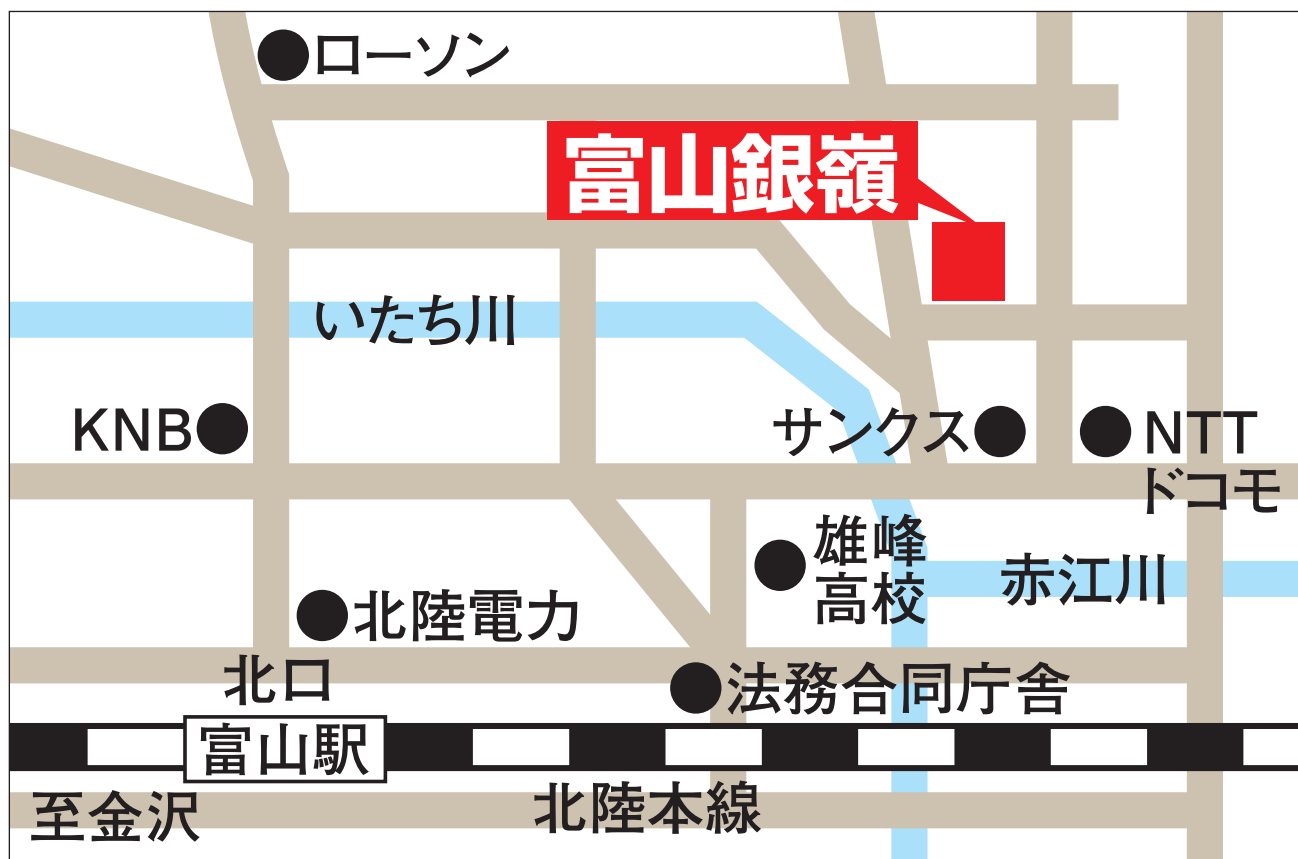 ローソン
富山銀嶺
いたち川
KNB
サンクス
NTT
ドコモ
雄峰
高校
赤江川
北陸電力
北口
法務合同庁舎
富山駅
至金沢
北陸本線